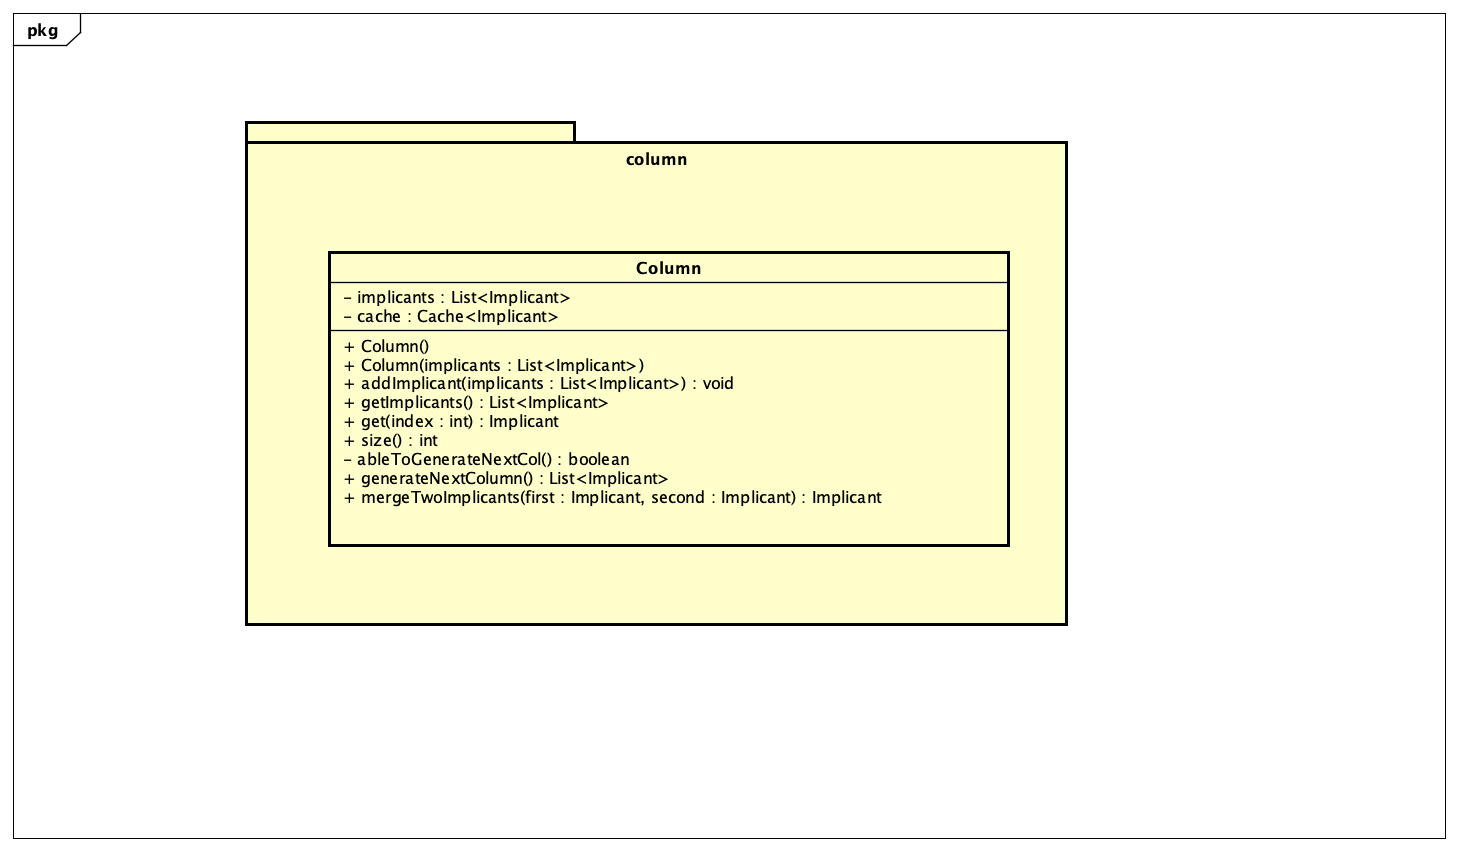 pkg
column
Column
– implicants : List<Implicant>
– cache : Cache<Implicant>
+ Column()
+ Column(implicants : List<Implicant>)
+ addImplicant(implicants : List<Implicant>) : void
+ getImplicants() : List<Implicant>
+ get(index : int) : Implicant
+ size() : int
– ableToGenerateNextCol() : boolean
+ generateNextColumn() : List<Implicant>
+ mergeTwoImplicants(first : Implicant, second : Implicant) : Implicant